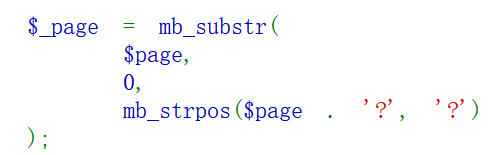 $_page = mb_substr(
$page,
0,
mb_strpos($page . '?', '?')
);